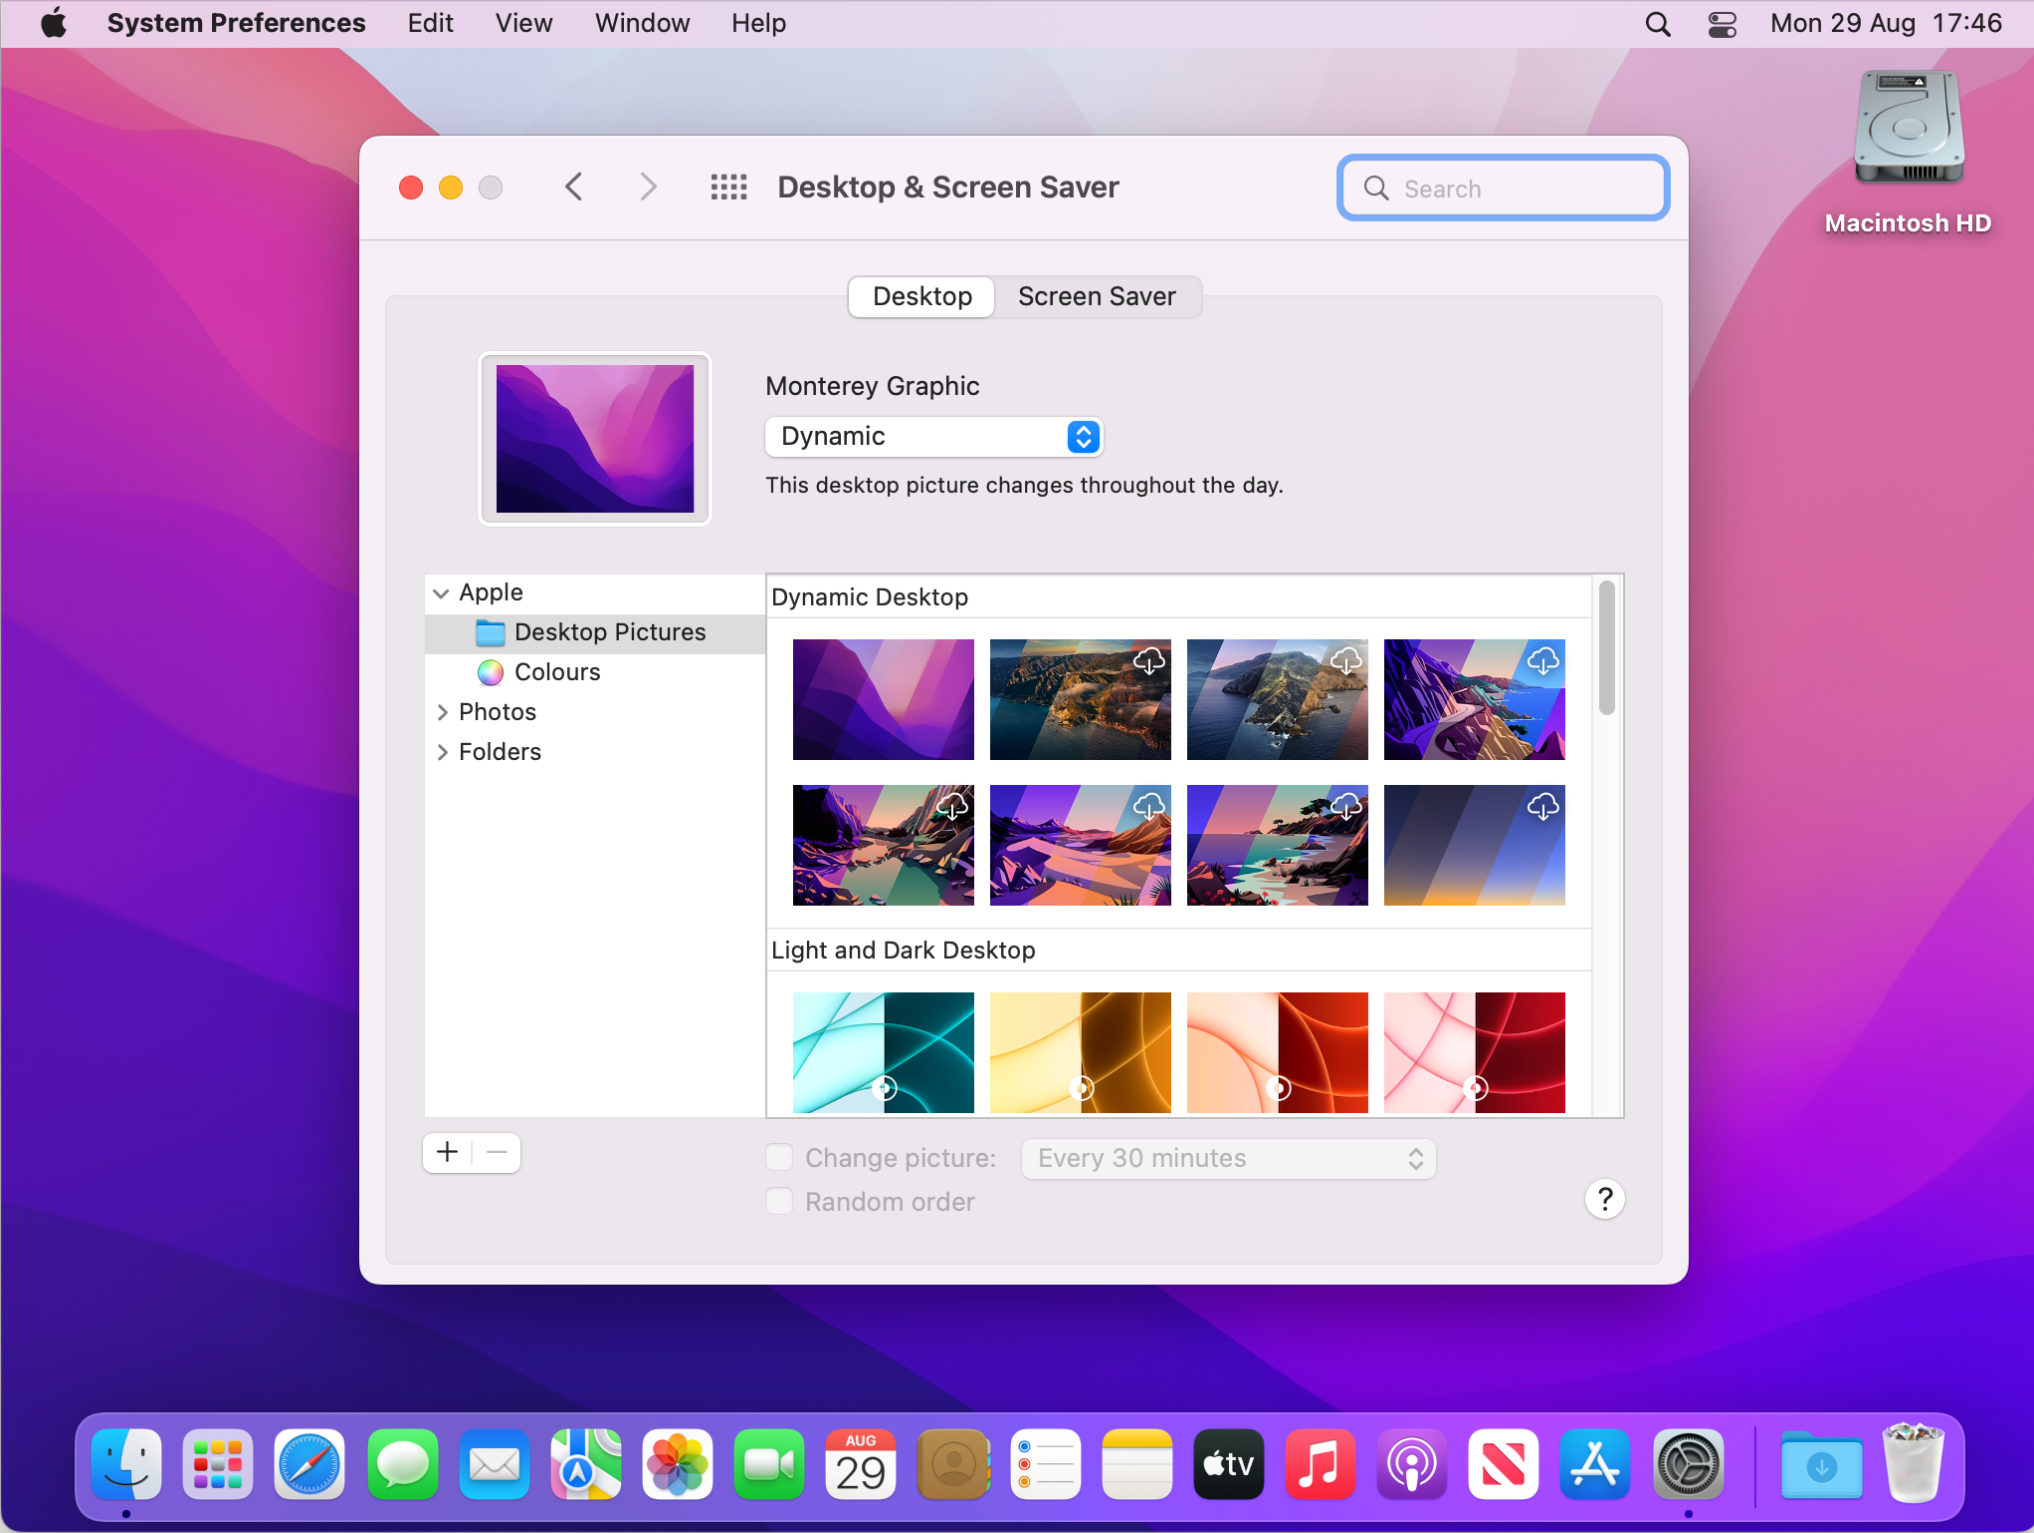 System Preferences Edit View Window Help Mon 29 Aug 17:46
Macintosh HD
Desktop & Screen Saver
Search
Desktop Screen Saver
Monterey Graphic
Dynamic
This desktop picture changes throughout the day.
Apple
Desktop Pictures
Colours
Photos
Folders
Dynamic Desktop
Light and Dark Desktop
+ −
Change picture: Every 30 minutes
Random order
?
AUG
29
tv